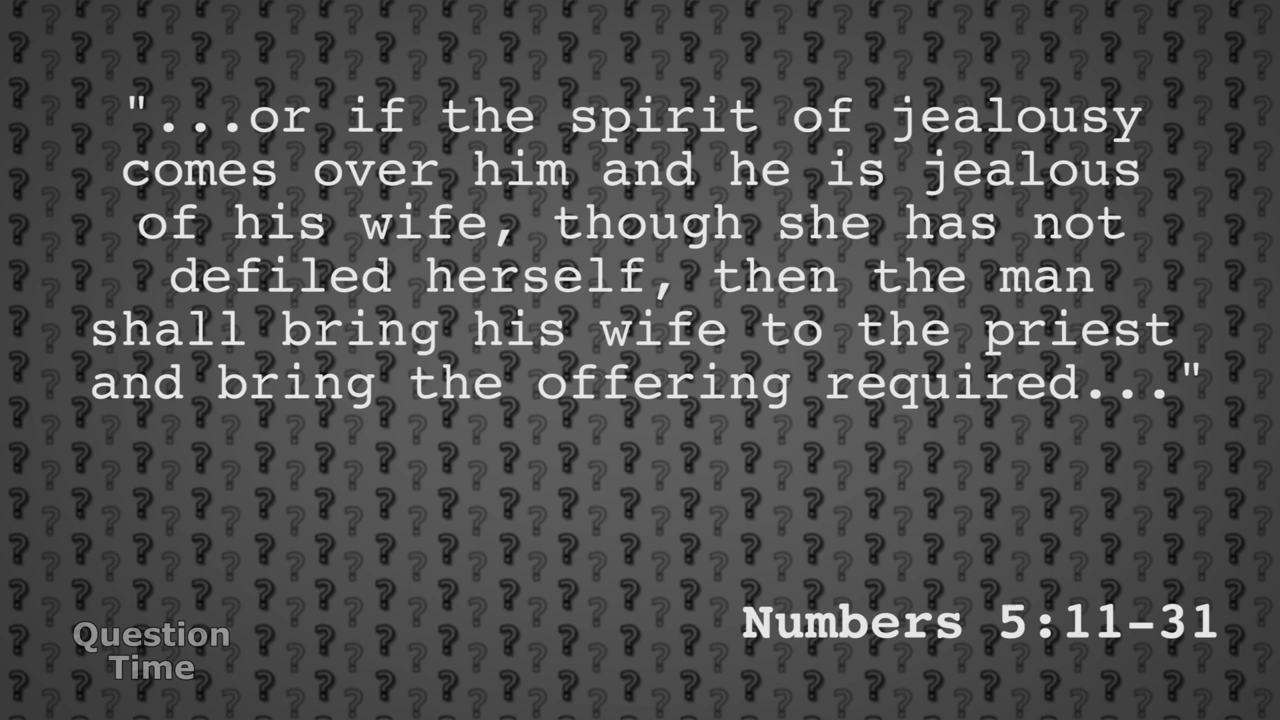 "...or if the spirit of jealousy
comes over him and he is jealous
of his wife, though she has not
defiled herself, then the man
shall bring his wife to the priest
and bring the offering required..."
Numbers 5:11-31
Question
Time